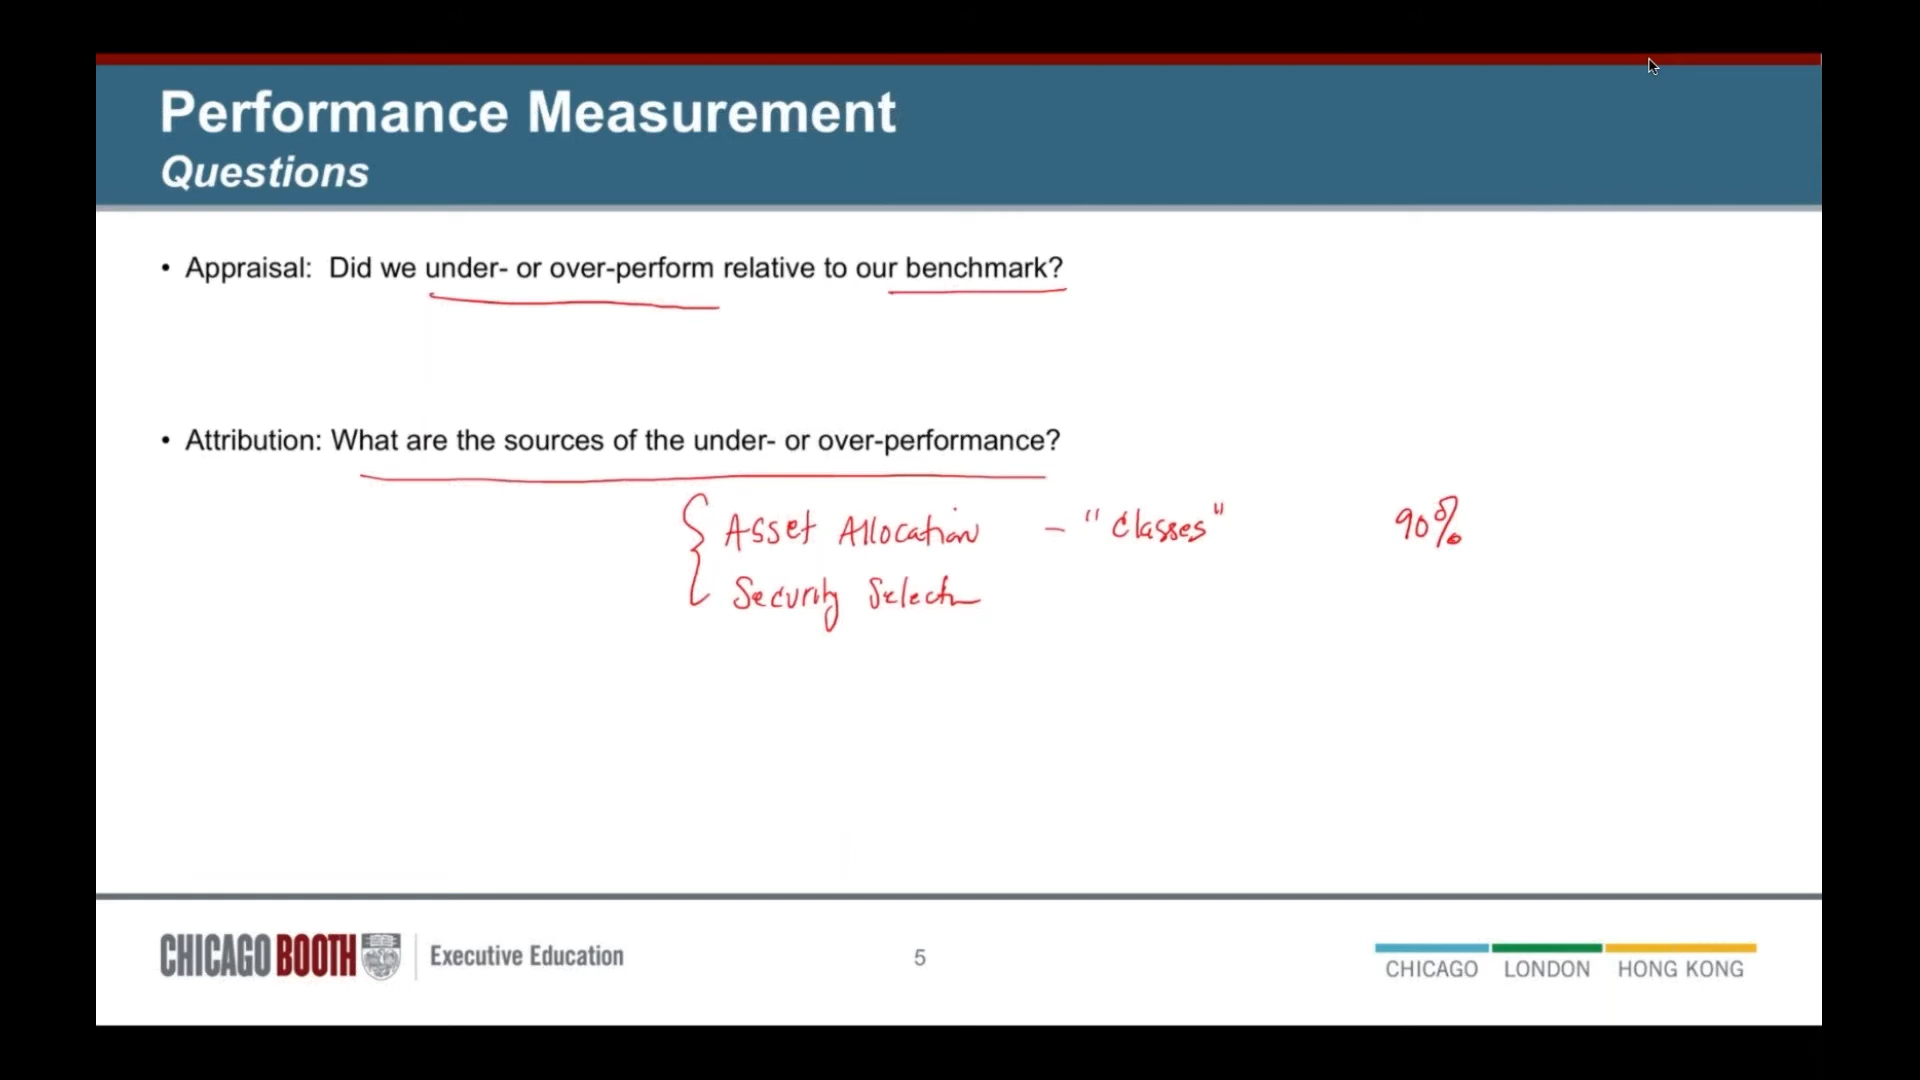 Performance Measurement
Questions
• Appraisal: Did we under- or over-perform relative to our benchmark?
• Attribution: What are the sources of the under- or over-performance?
Asset Allocation - "Classes" 90%
Security Selectn
CHICAGO BOOTH Executive Education
5
CHICAGO LONDON HONG KONG